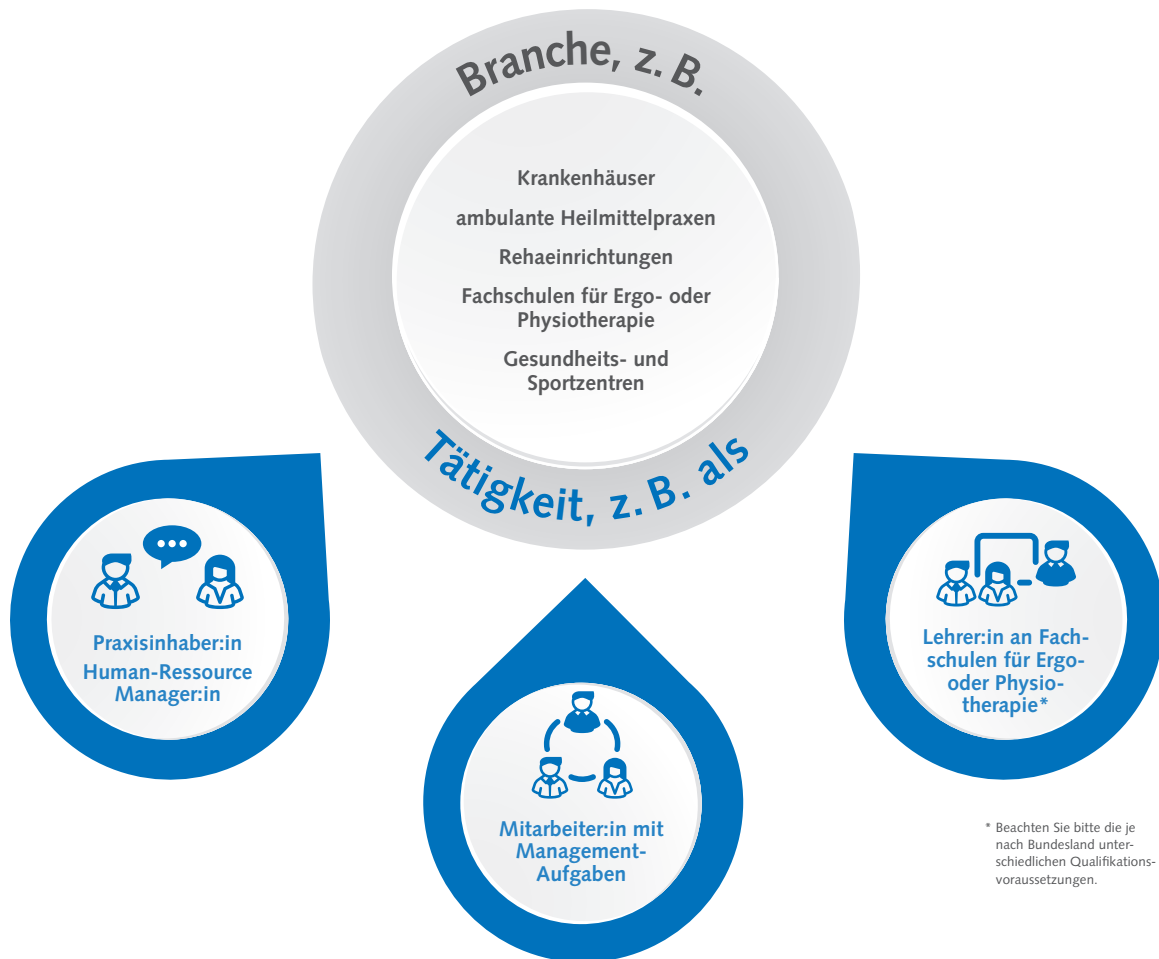 Branche, z. B.
Krankenhäuser
ambulante Heilmittelpraxen
Rehaeinrichtungen
Fachschulen für Ergo- oder
Physiotherapie
Gesundheits- und
Sportzentren
Tätigkeit, z. B. als
Praxisinhaber:in
Human-Ressource
Manager:in
Mitarbeiter:in mit
Management-
Aufgaben
Lehrer:in an Fach-
schulen für Ergo-
oder Physio-
therapie*
* Beachten Sie bitte die je
nach Bundesland unter-
schiedlichen Qualifikations-
voraussetzungen.